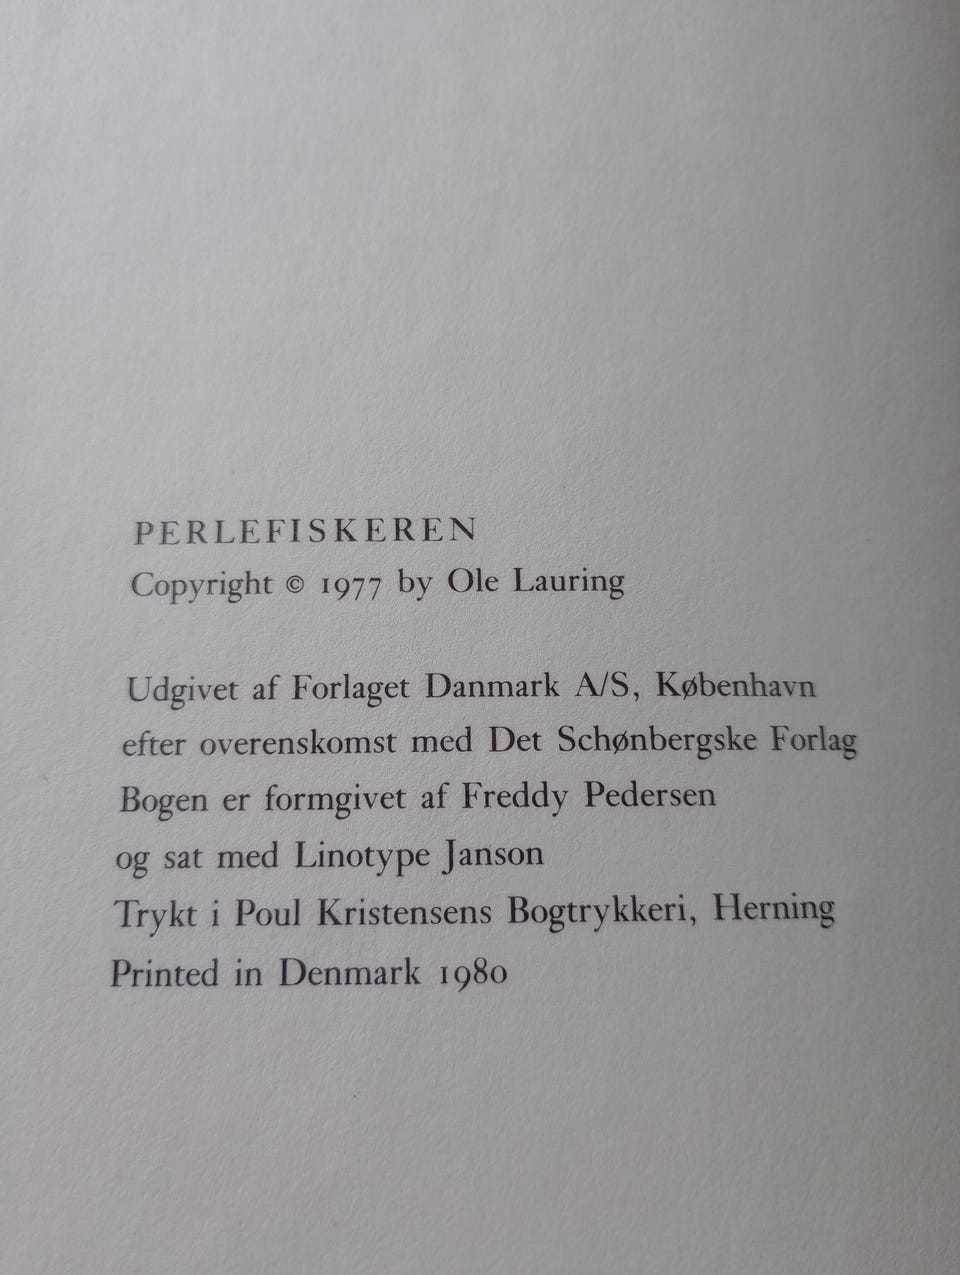 PERLEFISKEREN
Copyright © 1977 by Ole Lauring
Udgivet af Forlaget Danmark A/S, København
efter overenskomst med Det Schønbergske Forlag
Bogen er formgivet af Freddy Pedersen
og sat med Linotype Janson
Trykt i Poul Kristensens Bogtrykkeri, Herning
Printed in Denmark 1980